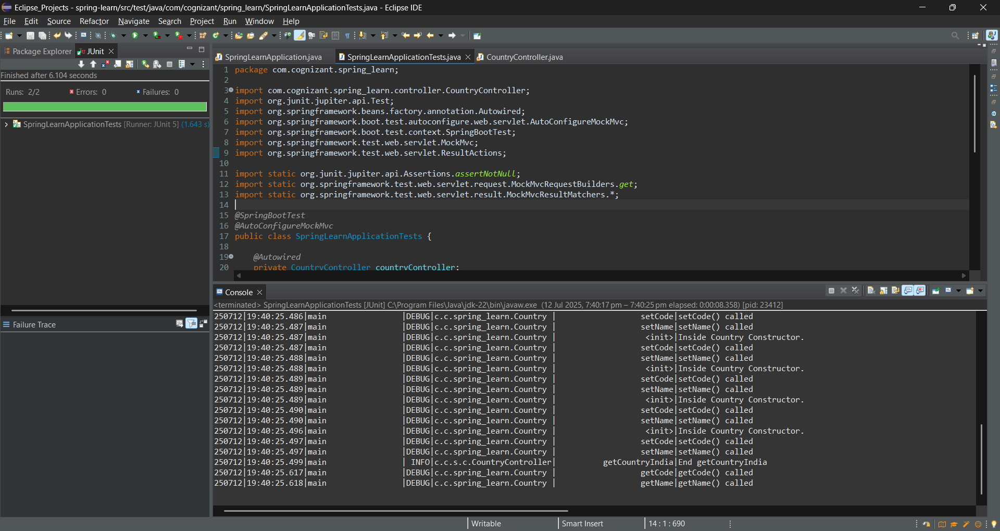 Eclipse_Projects - spring-learn/src/test/java/com/cognizant/spring_learn/SpringLearnApplicationTests.java - Eclipse IDE
File Edit Source Refactor Navigate Search Project Run Window Help
Package Explorer JUnit
Finished after 6.104 seconds
Runs: 2/2 Errors: 0 Failures: 0
SpringLearnApplicationTests [Runner: JUnit 5] (1.643 s)
Failure Trace
SpringLearnApplication.java SpringLearnApplicationTests.java CountryController.java
1 package com.cognizant.spring_learn;
2
3 import com.cognizant.spring_learn.controller.CountryController;
4 import org.junit.jupiter.api.Test;
5 import org.springframework.beans.factory.annotation.Autowired;
6 import org.springframework.boot.test.autoconfigure.web.servlet.AutoConfigureMockMvc;
7 import org.springframework.boot.test.context.SpringBootTest;
8 import org.springframework.test.web.servlet.MockMvc;
9 import org.springframework.test.web.servlet.ResultActions;
10
11 import static org.junit.jupiter.api.Assertions.assertNotNull;
12 import static org.springframework.test.web.servlet.request.MockMvcRequestBuilders.get;
13 import static org.springframework.test.web.servlet.result.MockMvcResultMatchers.*;
14
15 @SpringBootTest
16 @AutoConfigureMockMvc
17 public class SpringLearnApplicationTests {
18
19 @Autowired
20 private CountryController countryController;
Console
<terminated> SpringLearnApplicationTests [JUnit] C:\Program Files\Java\jdk-22\bin\javaw.exe (12 Jul 2025, 7:40:17 pm – 7:40:25 pm elapsed: 0:00:08.358) [pid: 23412]
250712|19:40:25.486|main |DEBUG|c.c.spring_learn.Country | setCode|setCode() called
250712|19:40:25.487|main |DEBUG|c.c.spring_learn.Country | setName|setName() called
250712|19:40:25.487|main |DEBUG|c.c.spring_learn.Country | <init>|Inside Country Constructor.
250712|19:40:25.487|main |DEBUG|c.c.spring_learn.Country | setCode|setCode() called
250712|19:40:25.488|main |DEBUG|c.c.spring_learn.Country | setName|setName() called
250712|19:40:25.488|main |DEBUG|c.c.spring_learn.Country | <init>|Inside Country Constructor.
250712|19:40:25.489|main |DEBUG|c.c.spring_learn.Country | setCode|setCode() called
250712|19:40:25.489|main |DEBUG|c.c.spring_learn.Country | setName|setName() called
250712|19:40:25.489|main |DEBUG|c.c.spring_learn.Country | <init>|Inside Country Constructor.
250712|19:40:25.490|main |DEBUG|c.c.spring_learn.Country | setCode|setCode() called
250712|19:40:25.490|main |DEBUG|c.c.spring_learn.Country | setName|setName() called
250712|19:40:25.496|main |DEBUG|c.c.spring_learn.Country | <init>|Inside Country Constructor.
250712|19:40:25.497|main |DEBUG|c.c.spring_learn.Country | setCode|setCode() called
250712|19:40:25.497|main |DEBUG|c.c.spring_learn.Country | setName|setName() called
250712|19:40:25.499|main | INFO|c.c.s.c.CountryController| getCountryIndia|End getCountryIndia
250712|19:40:25.617|main |DEBUG|c.c.spring_learn.Country | getCode|getCode() called
250712|19:40:25.618|main |DEBUG|c.c.spring_learn.Country | getName|getName() called
Writable Smart Insert 14 : 1 : 690